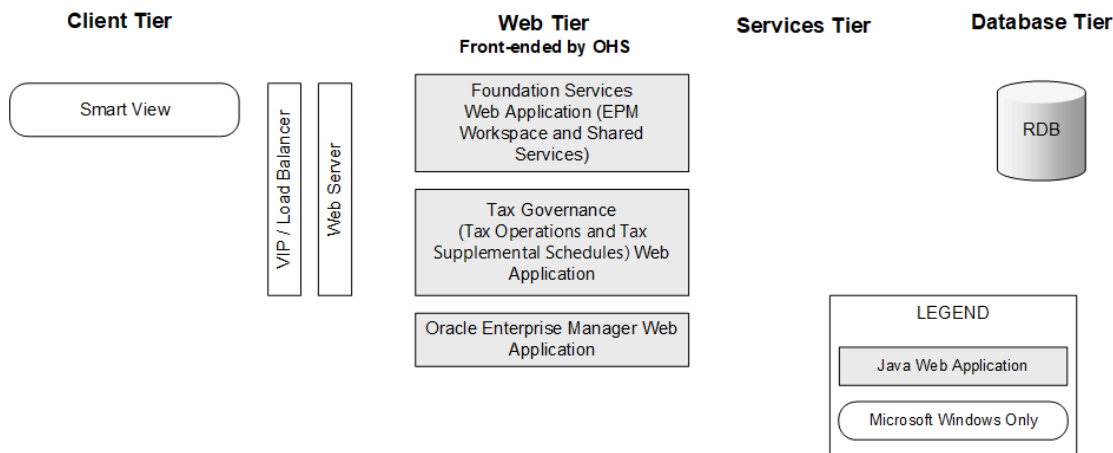 Client Tier
Web Tier
Front-ended by OHS
Services Tier
Database Tier
Smart View
VIP / Load Balancer
Web Server
Foundation Services
Web Application (EPM
Workspace and Shared
Services)
Tax Governance
(Tax Operations and Tax
Supplemental Schedules) Web
Application
Oracle Enterprise Manager Web
Application
RDB
LEGEND
Java Web Application
Microsoft Windows Only